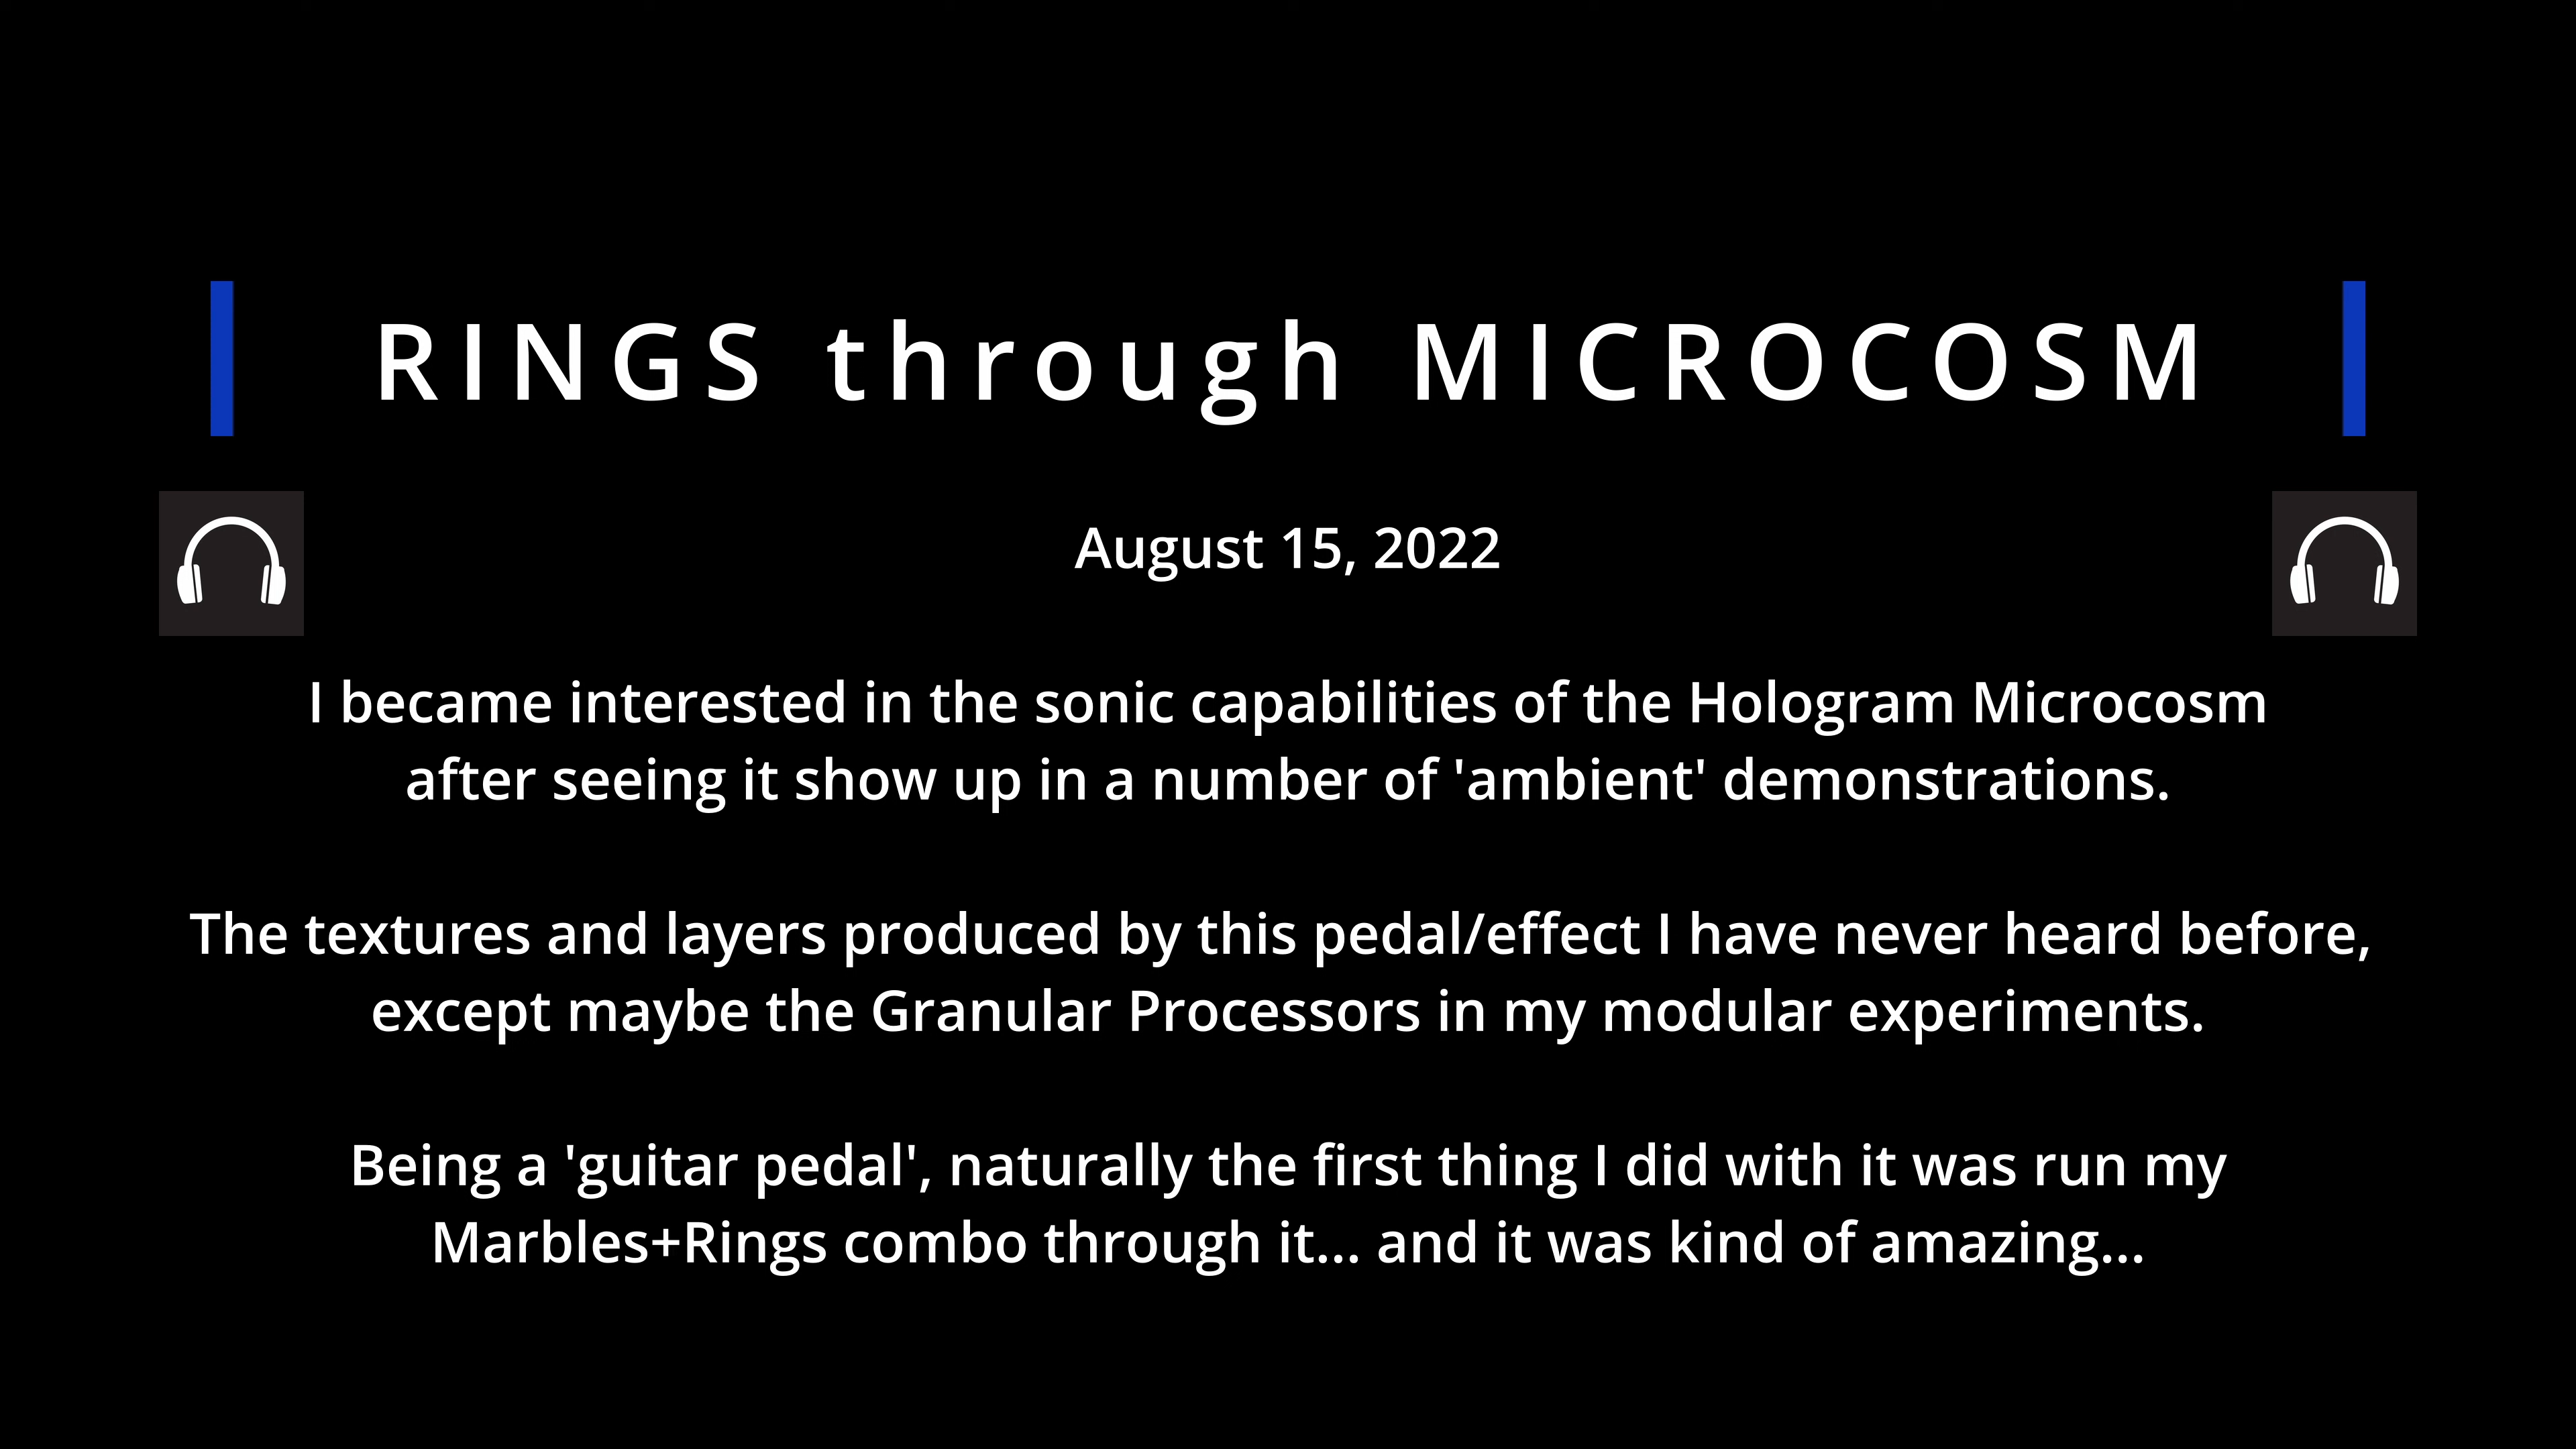 RINGS through MICROCOSM
August 15, 2022
I became interested in the sonic capabilities of the Hologram Microcosm
after seeing it show up in a number of 'ambient' demonstrations.
The textures and layers produced by this pedal/effect I have never heard before,
except maybe the Granular Processors in my modular experiments.
Being a 'guitar pedal', naturally the first thing I did with it was run my
Marbles+Rings combo through it... and it was kind of amazing...